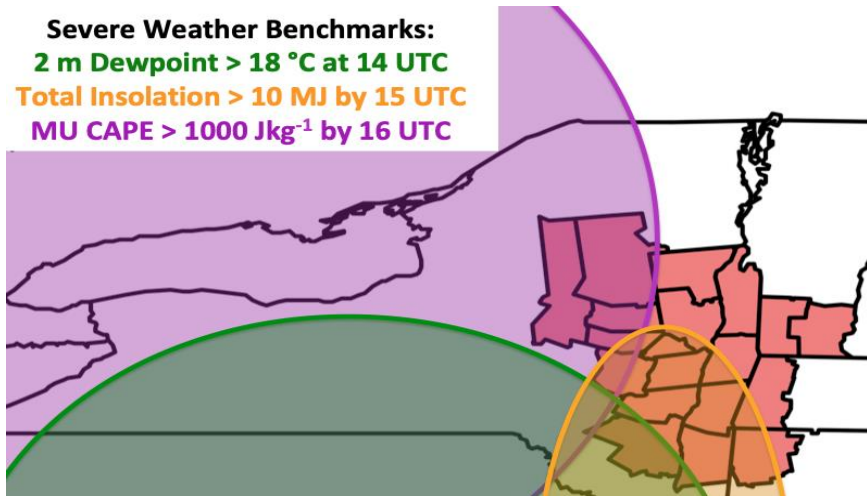 Severe Weather Benchmarks:
2 m Dewpoint > 18 °C at 14 UTC
Total Insolation > 10 MJ by 15 UTC
MU CAPE > 1000 Jkg⁻¹ by 16 UTC